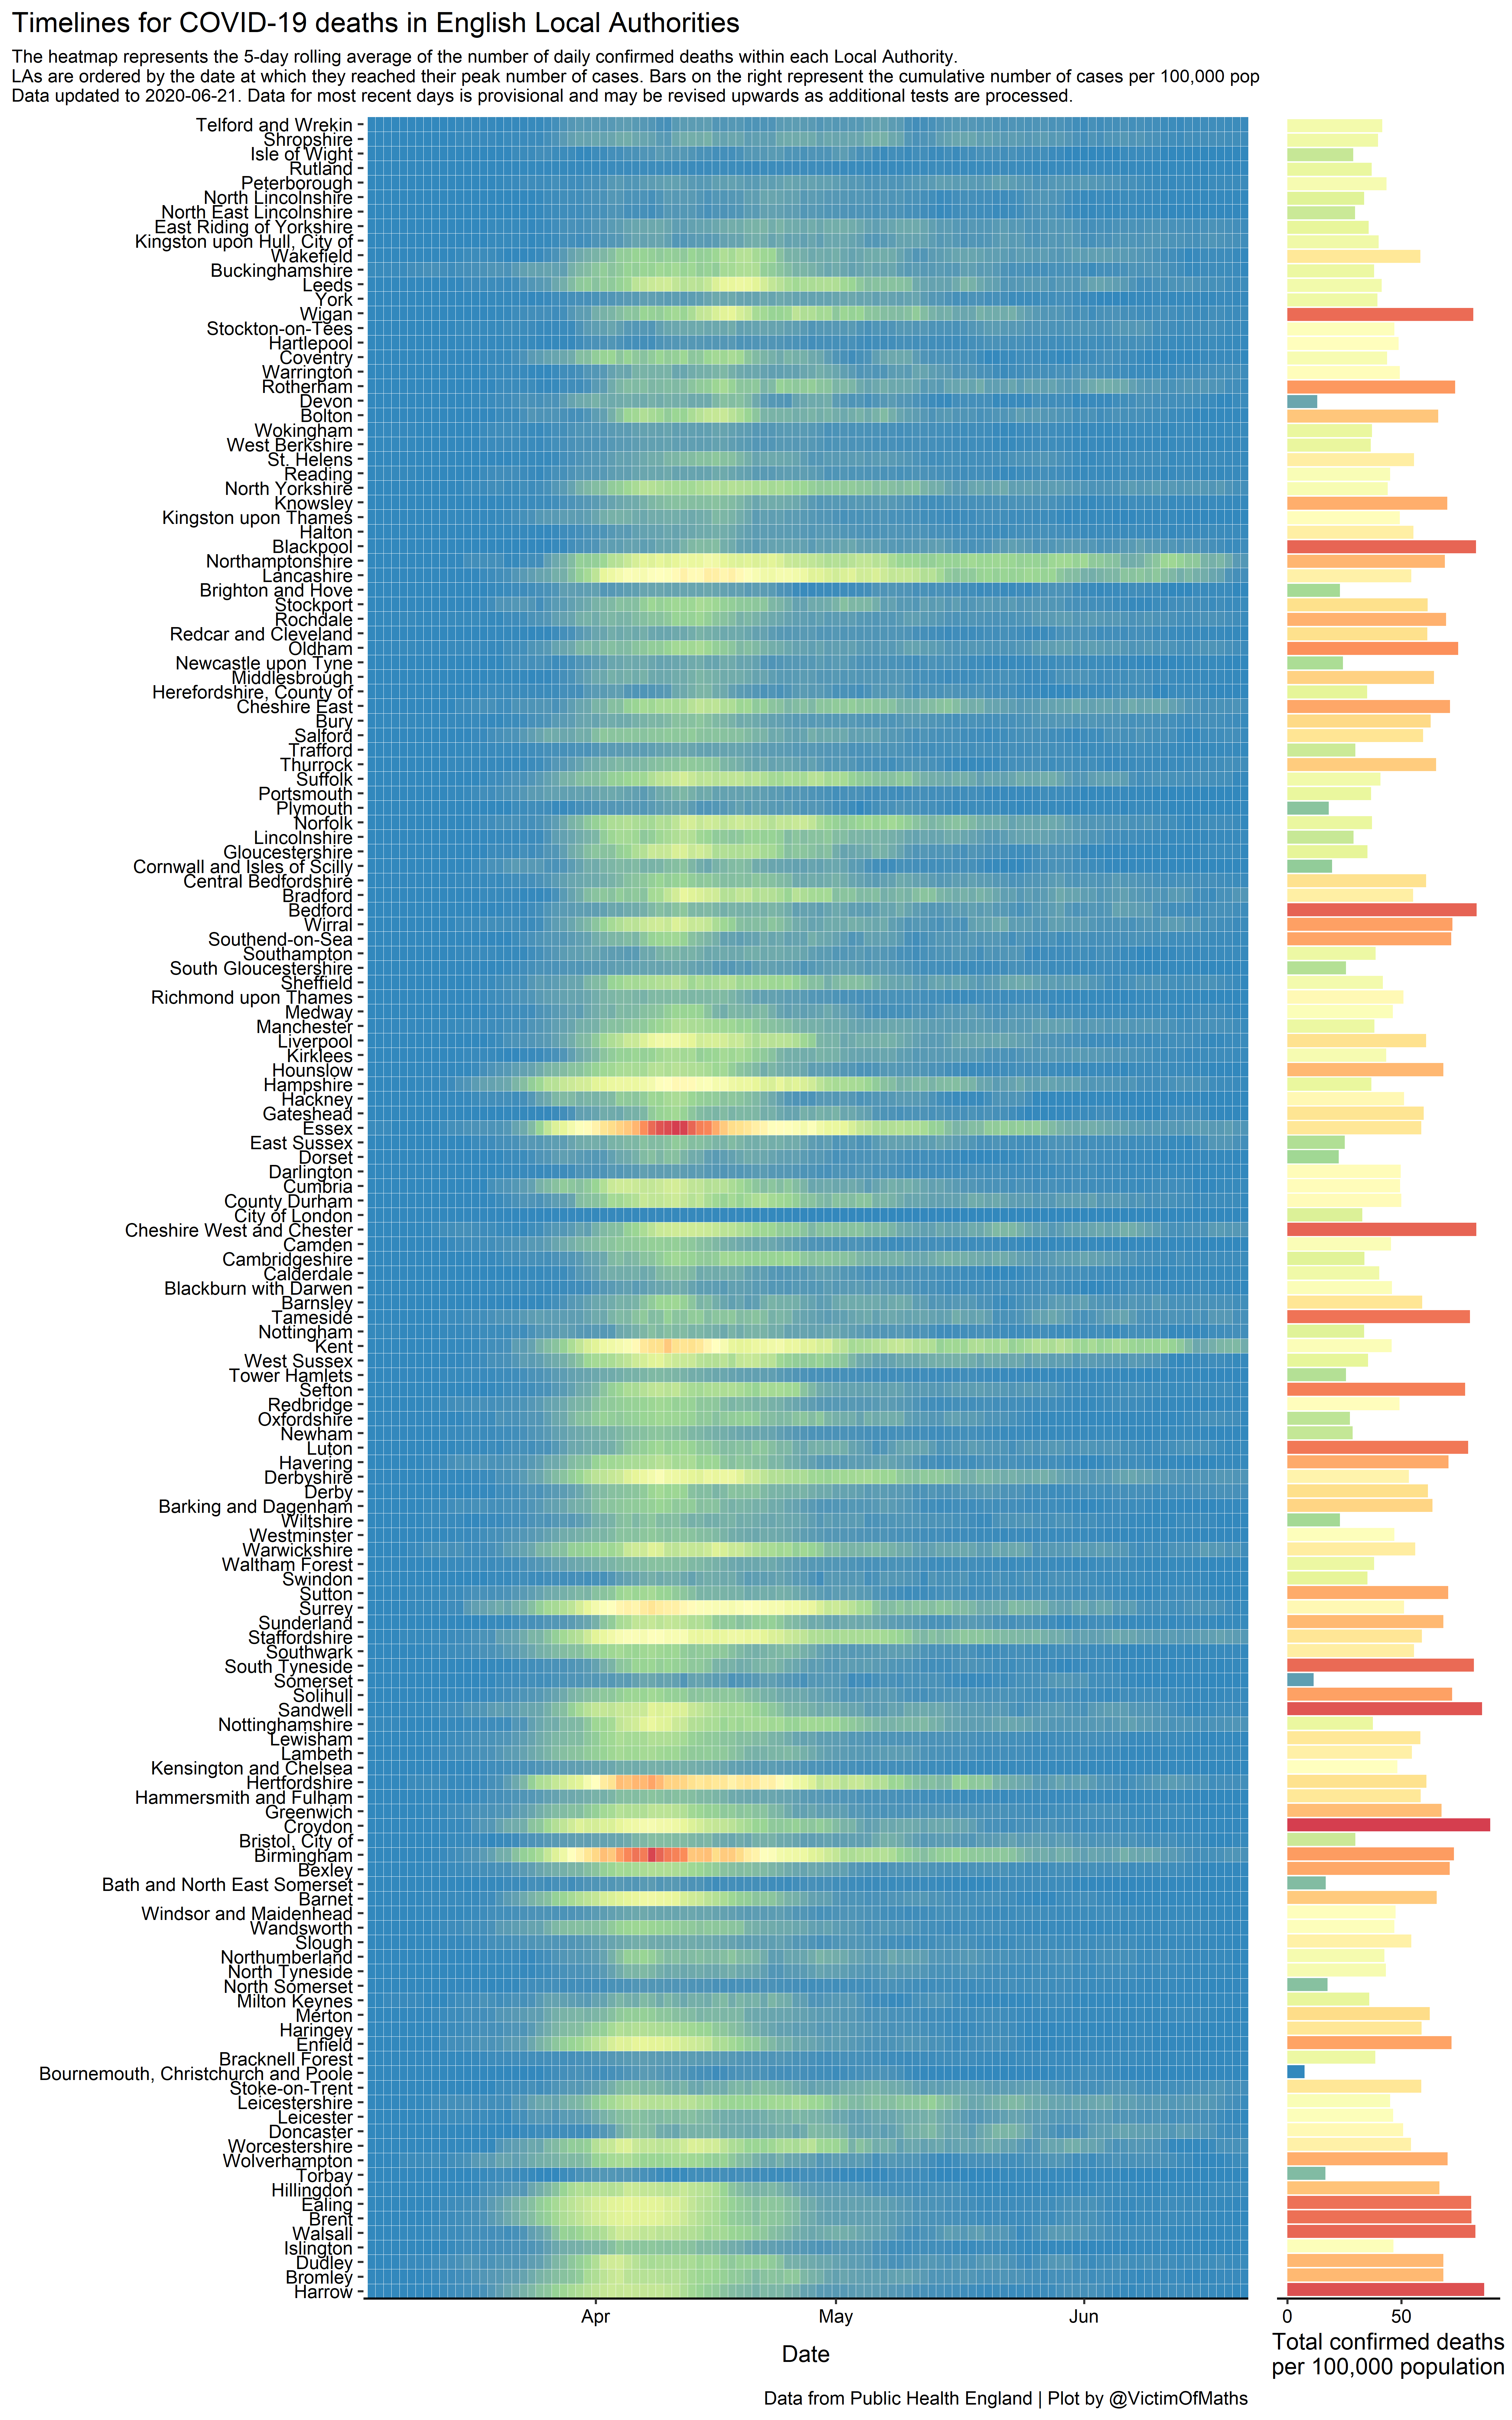 Timelines for COVID-19 deaths in English Local Authorities
The heatmap represents the 5-day rolling average of the number of daily confirmed deaths within each Local Authority.
LAs are ordered by the date at which they reached their peak number of cases. Bars on the right represent the cumulative number of cases per 100,000 pop
Data updated to 2020-06-21. Data for most recent days is provisional and may be revised upwards as additional tests are processed.
Telford and Wrekin
Shropshire
Isle of Wight
Rutland
Peterborough
North Lincolnshire
North East Lincolnshire
East Riding of Yorkshire
Kingston upon Hull, City of
Wakefield
Buckinghamshire
Leeds
York
Wigan
Stockton-on-Tees
Hartlepool
Coventry
Warrington
Rotherham
Devon
Bolton
Wokingham
West Berkshire
St. Helens
Reading
North Yorkshire
Knowsley
Kingston upon Thames
Halton
Blackpool
Northamptonshire
Lancashire
Brighton and Hove
Stockport
Rochdale
Redcar and Cleveland
Oldham
Newcastle upon Tyne
Middlesbrough
Herefordshire, County of
Cheshire East
Bury
Salford
Trafford
Thurrock
Suffolk
Portsmouth
Plymouth
Norfolk
Lincolnshire
Gloucestershire
Cornwall and Isles of Scilly
Central Bedfordshire
Bradford
Bedford
Wirral
Southend-on-Sea
Southampton
South Gloucestershire
Sheffield
Richmond upon Thames
Medway
Manchester
Liverpool
Kirklees
Hounslow
Hampshire
Hackney
Gateshead
Essex
East Sussex
Dorset
Darlington
Cumbria
County Durham
City of London
Cheshire West and Chester
Camden
Cambridgeshire
Calderdale
Blackburn with Darwen
Barnsley
Tameside
Nottingham
Kent
West Sussex
Tower Hamlets
Sefton
Redbridge
Oxfordshire
Newham
Luton
Havering
Derbyshire
Derby
Barking and Dagenham
Wiltshire
Westminster
Warwickshire
Waltham Forest
Swindon
Sutton
Surrey
Sunderland
Staffordshire
Southwark
South Tyneside
Somerset
Solihull
Sandwell
Nottinghamshire
Lewisham
Lambeth
Kensington and Chelsea
Hertfordshire
Hammersmith and Fulham
Greenwich
Croydon
Bristol, City of
Birmingham
Bexley
Bath and North East Somerset
Barnet
Windsor and Maidenhead
Wandsworth
Slough
Northumberland
North Tyneside
North Somerset
Milton Keynes
Merton
Haringey
Enfield
Bracknell Forest
Bournemouth, Christchurch and Poole
Stoke-on-Trent
Leicestershire
Leicester
Doncaster
Worcestershire
Wolverhampton
Torbay
Hillingdon
Ealing
Brent
Walsall
Islington
Dudley
Bromley
Harrow
Apr May Jun
0 50
Date
Total confirmed deaths
per 100,000 population
Data from Public Health England | Plot by @VictimOfMaths